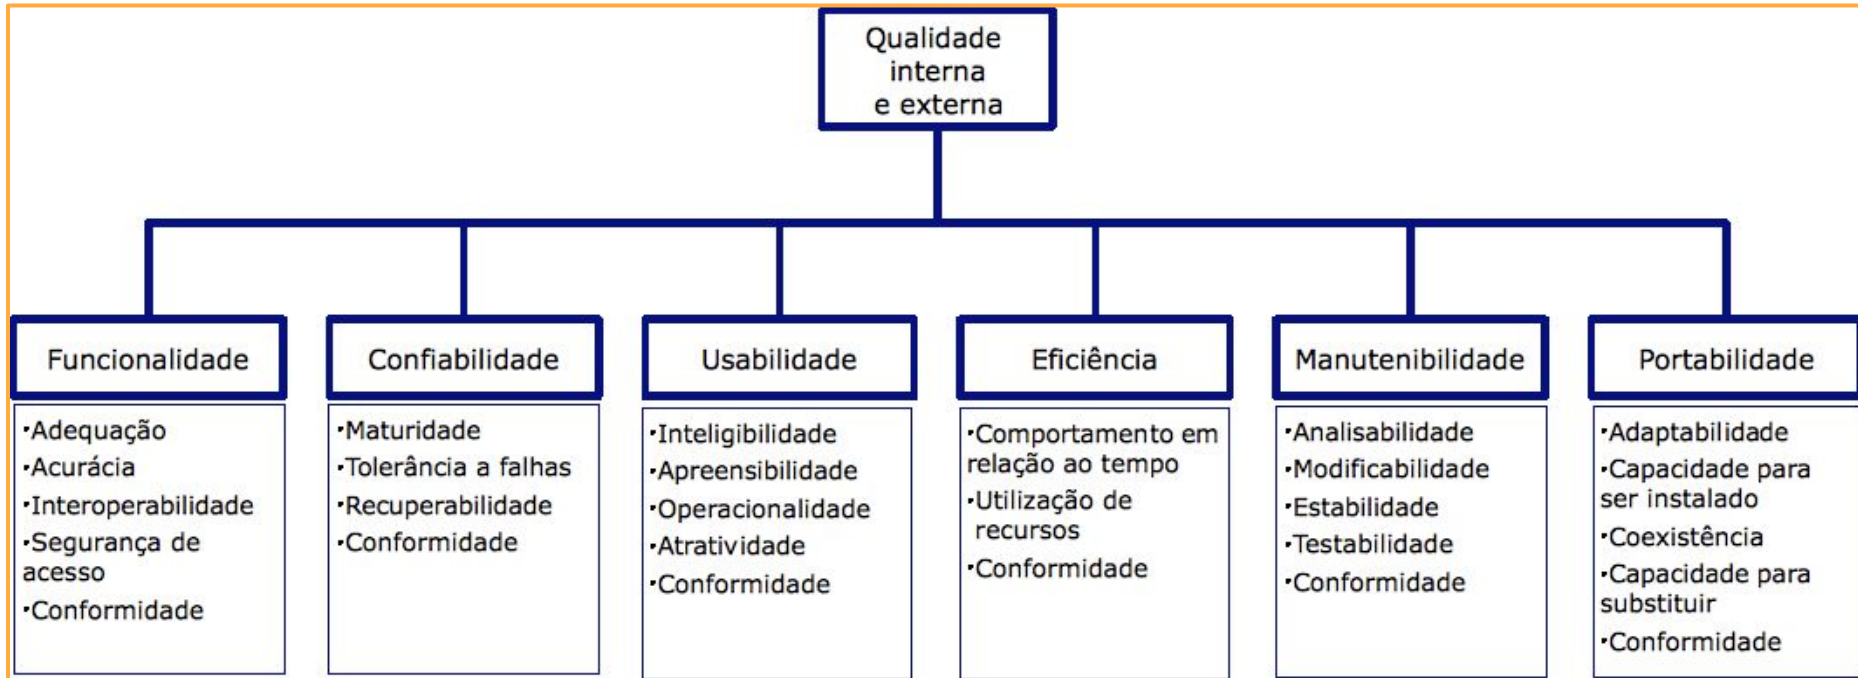 Qualidade
interna
e externa
Funcionalidade
•Adequação
•Acurácia
•Interoperabilidade
•Segurança de
acesso
•Conformidade
Confiabilidade
•Maturidade
•Tolerância a falhas
•Recuperabilidade
•Conformidade
Usabilidade
•Inteligibilidade
•Apreensibilidade
•Operacionalidade
•Atratividade
•Conformidade
Eficiência
•Comportamento em
relação ao tempo
•Utilização de
recursos
•Conformidade
Manutenibilidade
•Analisabilidade
•Modificabilidade
•Estabilidade
•Testabilidade
•Conformidade
Portabilidade
•Adaptabilidade
•Capacidade para
ser instalado
•Coexistência
•Capacidade para
substituir
•Conformidade